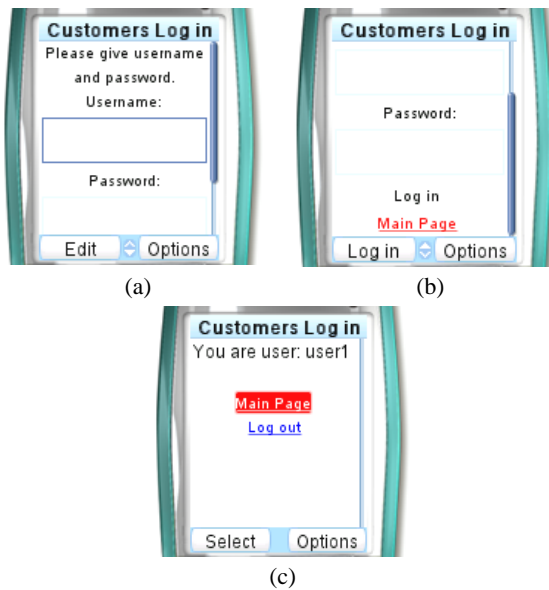 Customers Log in
Please give username
and password.
Username:
Password:
Edit Options
(a)
Customers Log in
Password:
Log in
Main Page
Log in Options
(b)
Customers Log in
You are user: user1
Main Page
Log out
Select Options
(c)